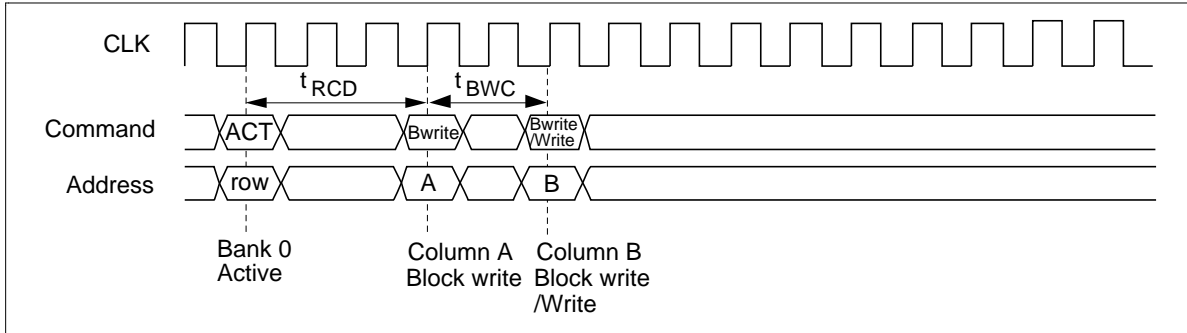 CLK
t RCD
t BWC
Command
ACT
Bwrite
Bwrite
/Write
Address
row
A
B
Bank 0
Active
Column A
Block write
Column B
Block write
/Write